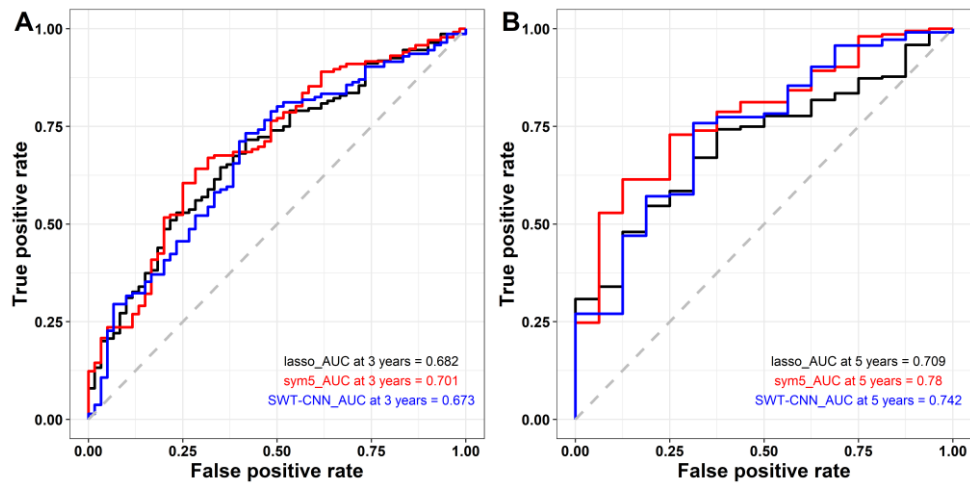 A
1.00
0.75
0.50
0.25
0.00
True positive rate
lasso_AUC at 3 years = 0.682
sym5_AUC at 3 years = 0.701
SWT-CNN_AUC at 3 years = 0.673
0.00 0.25 0.50 0.75 1.00
False positive rate
B
1.00
0.75
0.50
0.25
0.00
True positive rate
lasso_AUC at 5 years = 0.709
sym5_AUC at 5 years = 0.78
SWT-CNN_AUC at 5 years = 0.742
0.00 0.25 0.50 0.75 1.00
False positive rate